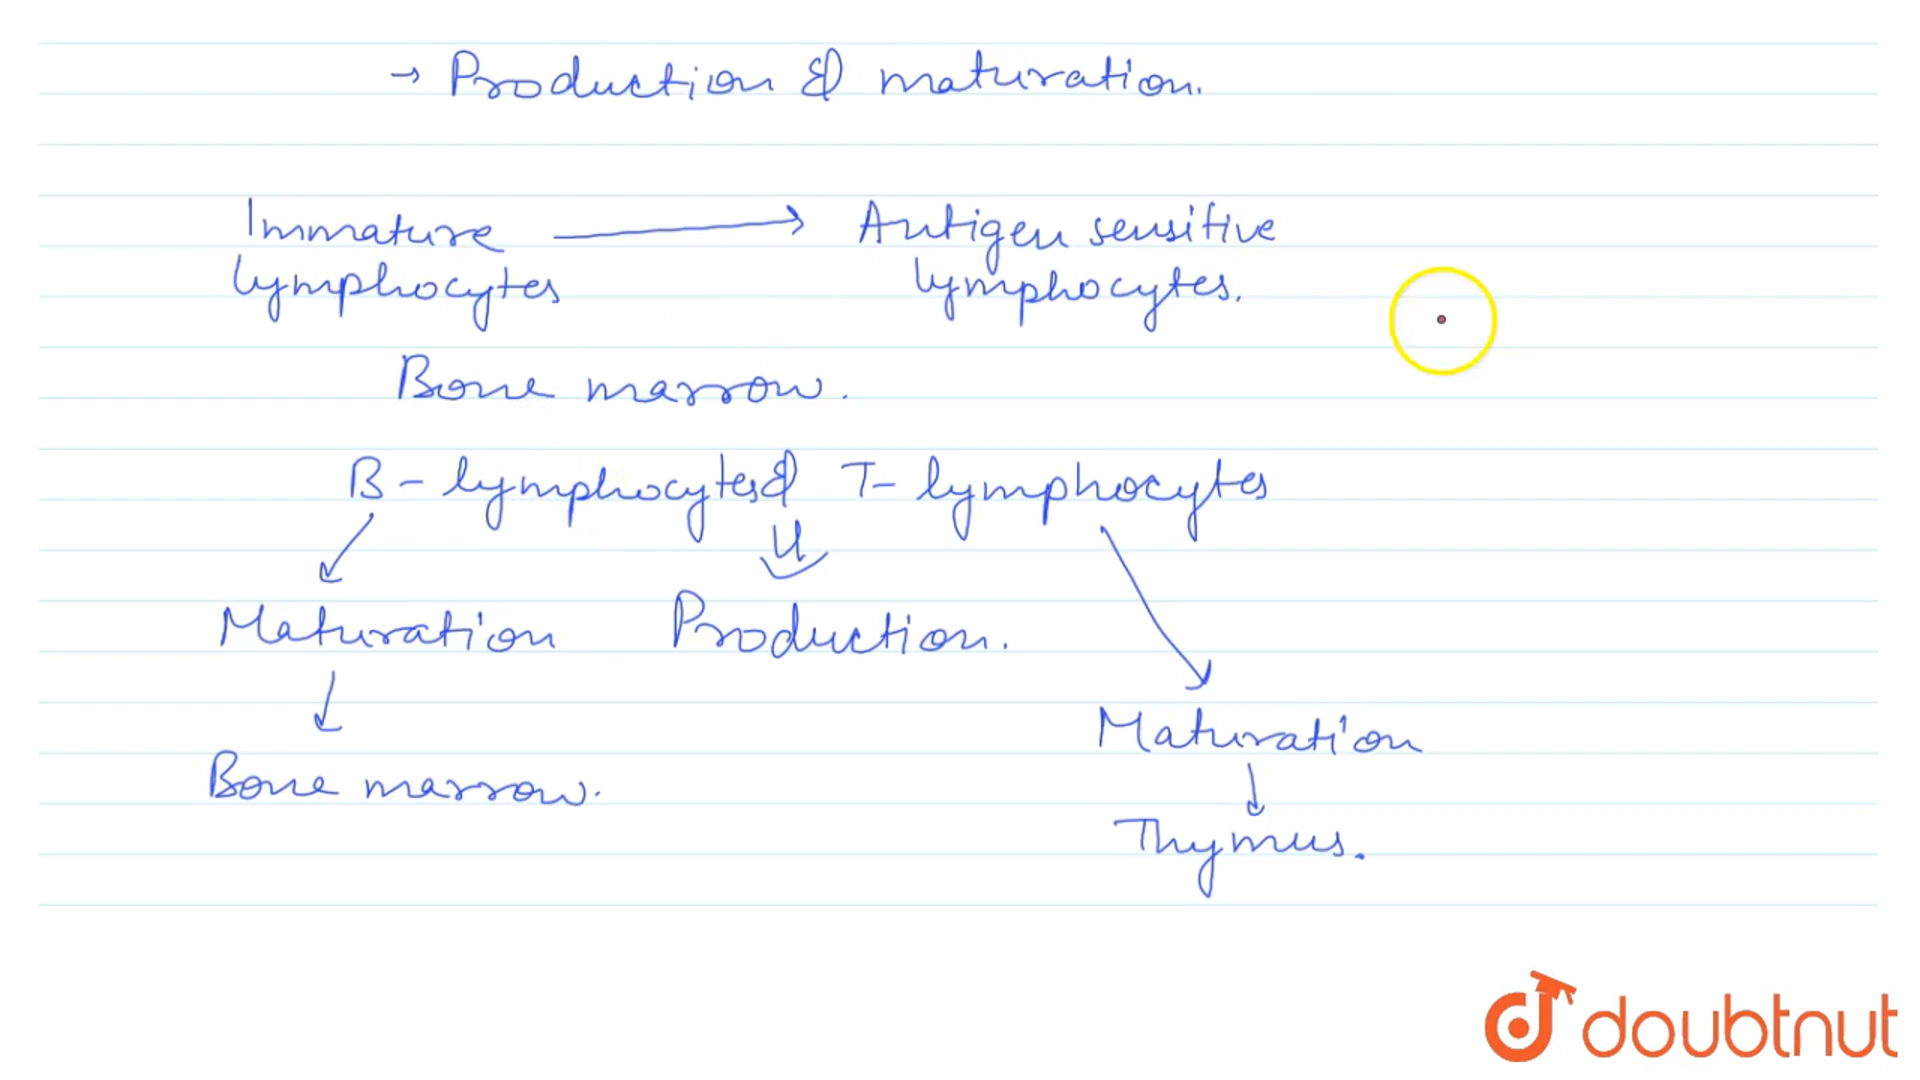 → Production & maturation.
Immature → Antigen sensitive
lymphocytes lymphocytes.
Bone marrow.
B - lymphocytes & T - lymphocytes
Maturation Production.
Maturation
Bone marrow.
Thymus.
doubtnut